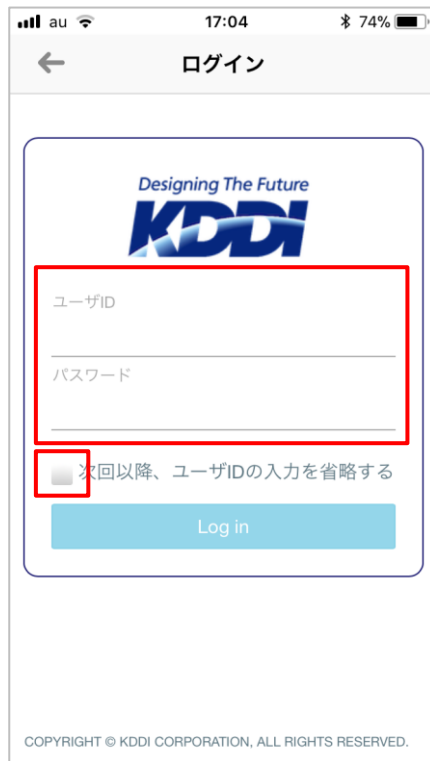 au 17:04 74%
ログイン
Designing The Future
KDDI
ユーザID
パスワード
次回以降、ユーザIDの入力を省略する
Log in
COPYRIGHT © KDDI CORPORATION, ALL RIGHTS RESERVED.